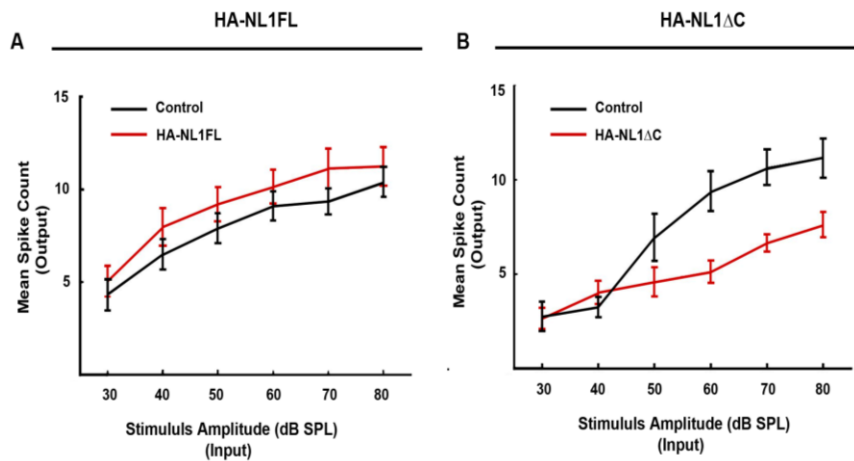 HA-NL1FL
HA-NL1ΔC
A
B
15
10
5
Control
HA-NL1FL
Mean Spike Count
(Output)
30 40 50 60 70 80
Stimululs Amplitude (dB SPL)
(Input)
15
10
5
Control
HA-NL1ΔC
Mean Spike Count
(Output)
30 40 50 60 70 80
Stimululs Amplitude (dB SPL)
(Input)